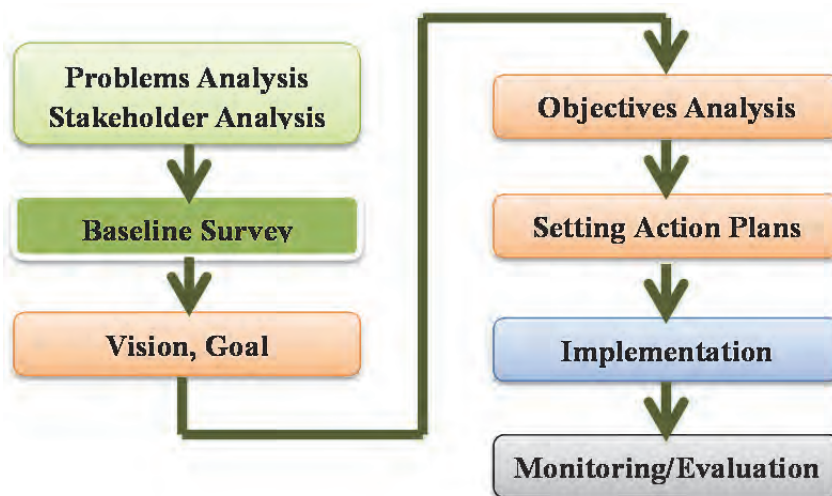 Problems Analysis
Stakeholder Analysis
Baseline Survey
Vision, Goal
Objectives Analysis
Setting Action Plans
Implementation
Monitoring/Evaluation